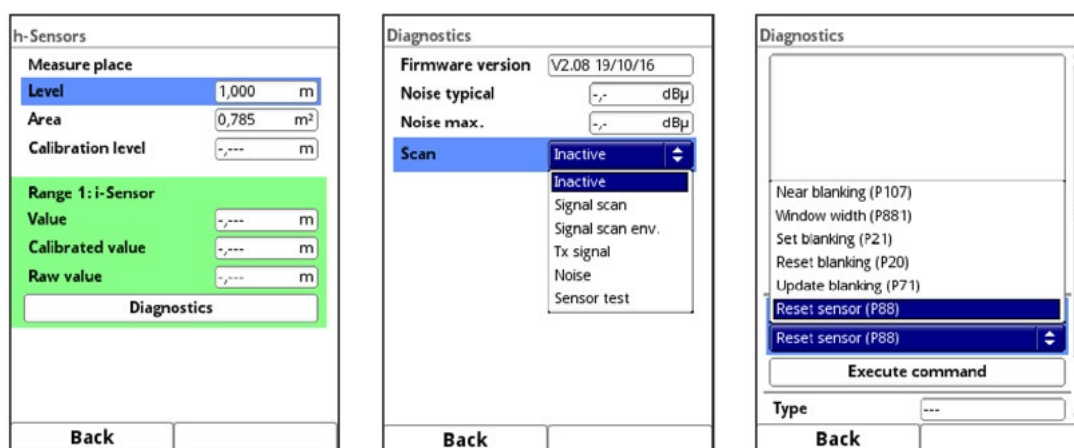 h-Sensors
Measure place
Level 1,000 m
Area 0,785 m²
Calibration level -,--- m
Range 1: i-Sensor
Value -,--- m
Calibrated value -,--- m
Raw value -,--- m
Diagnostics
Back
Diagnostics
Firmware version V2.08 19/10/16
Noise typical -,- dBµ
Noise max. -,- dBµ
Scan Inactive
Inactive
Signal scan
Signal scan env.
Tx signal
Noise
Sensor test
Back
Diagnostics
Near blanking (P107)
Window width (P881)
Set blanking (P21)
Reset blanking (P20)
Update blanking (P71)
Reset sensor (P88)
Reset sensor (P88)
Execute command
Type ---
Back